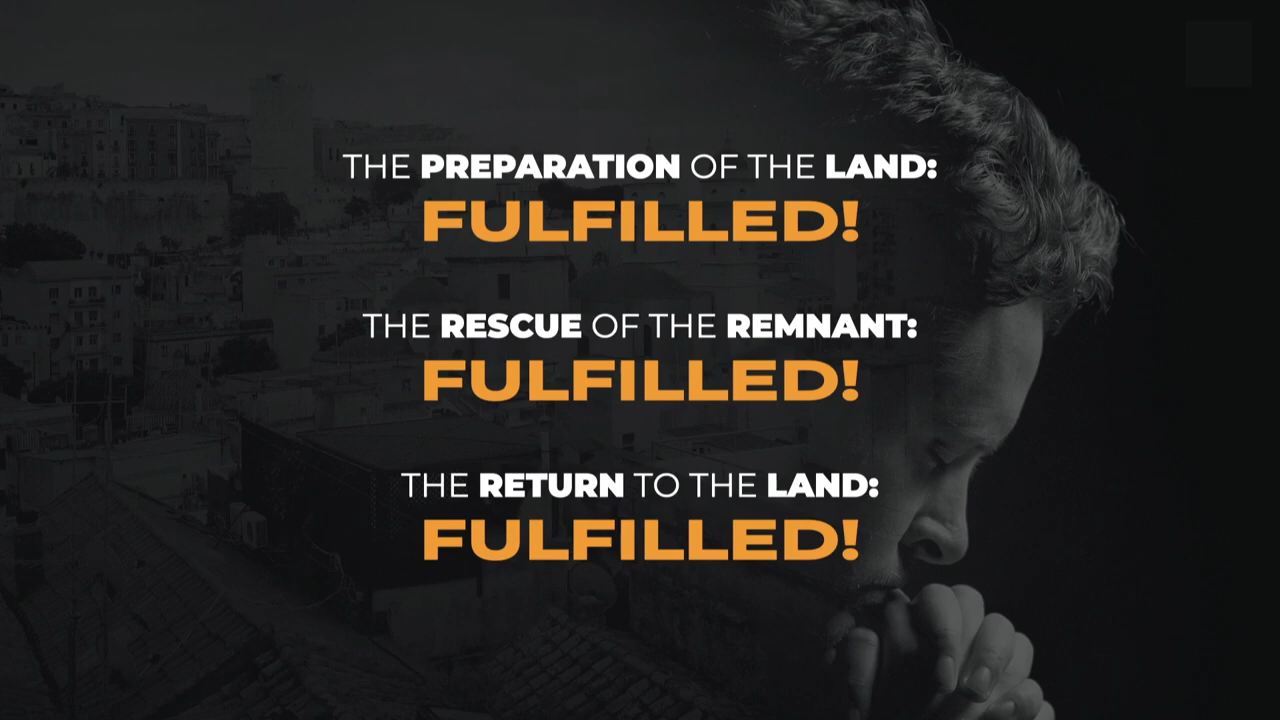 THE PREPARATION OF THE LAND:
FULFILLED!
THE RESCUE OF THE REMNANT:
FULFILLED!
THE RETURN TO THE LAND:
FULFILLED!